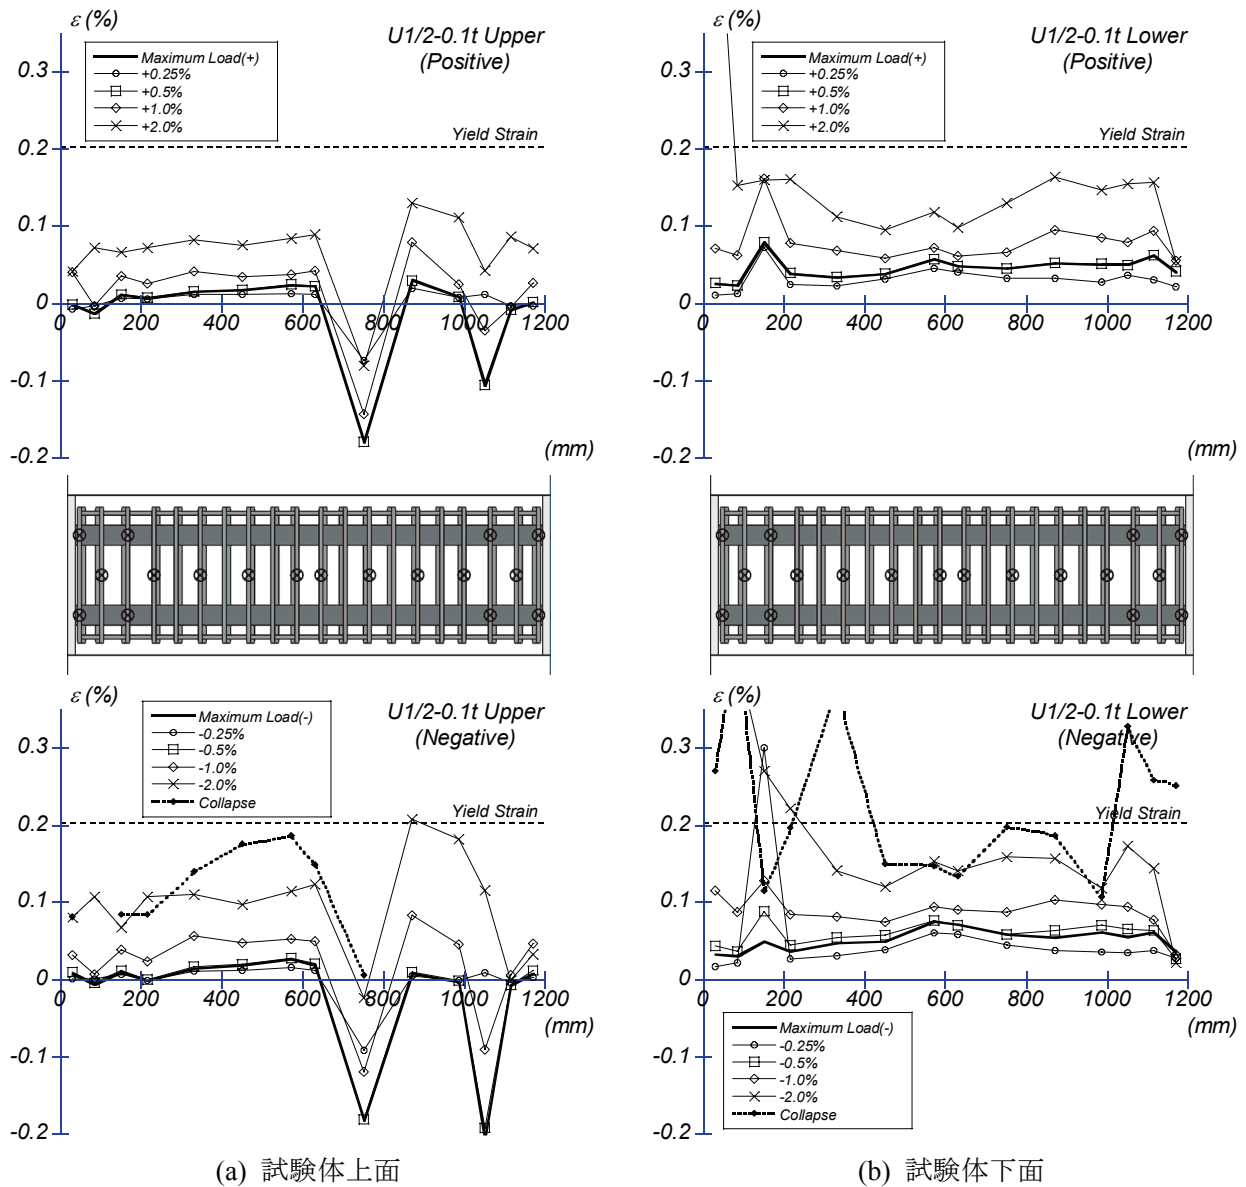 ε (%)
U1/2-0.1t Upper
(Positive)
Maximum Load(+)
+0.25%
+0.5%
+1.0%
+2.0%
Yield Strain
0.3
0.2
0.1
0
-0.1
-0.2
0 200 400 600 800 1000 1200
(mm)
ε (%)
U1/2-0.1t Lower
(Positive)
Maximum Load(+)
+0.25%
+0.5%
+1.0%
+2.0%
Yield Strain
0.3
0.2
0.1
0
-0.1
-0.2
0 200 400 600 800 1000 1200
(mm)
ε (%)
U1/2-0.1t Upper
(Negative)
Maximum Load(-)
-0.25%
-0.5%
-1.0%
-2.0%
Collapse
Yield Strain
0.3
0.2
0.1
0
-0.1
-0.2
0 200 400 600 800 1000 1200
(mm)
(a) 試験体上面
ε (%)
U1/2-0.1t Lower
(Negative)
Yield Strain
0.3
0.2
0.1
0
-0.1
-0.2
0 200 400 600 800 1000 1200
(mm)
Maximum Load(-)
-0.25%
-0.5%
-1.0%
-2.0%
Collapse
(b) 試験体下面